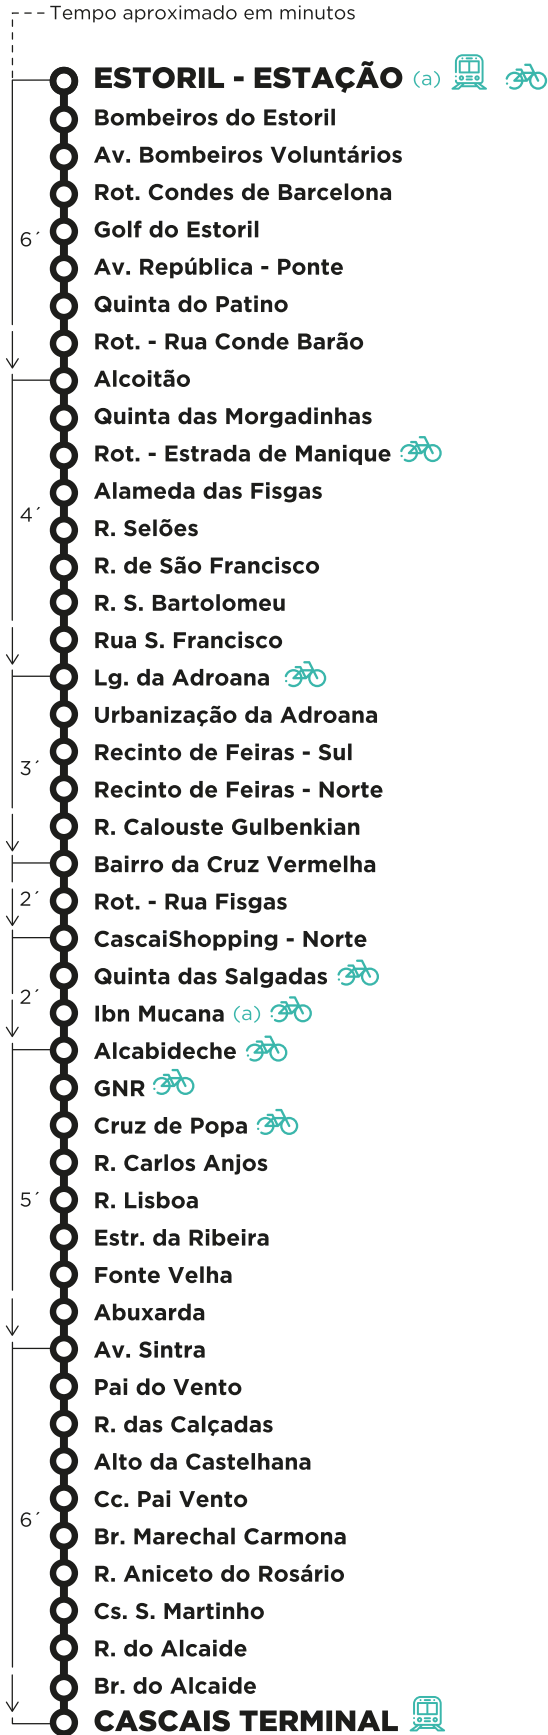 Tempo aproximado em minutos
ESTORIL - ESTAÇÃO (a)
Bombeiros do Estoril
Av. Bombeiros Voluntários
Rot. Condes de Barcelona
Golf do Estoril
6´
Av. República - Ponte
Quinta do Patino
Rot. - Rua Conde Barão
Alcoitão
Quinta das Morgadinhas
Rot. - Estrada de Manique
Alameda das Fisgas
4´
R. Selões
R. de São Francisco
R. S. Bartolomeu
Rua S. Francisco
Lg. da Adroana
Urbanização da Adroana
Recinto de Feiras - Sul
3´
Recinto de Feiras - Norte
R. Calouste Gulbenkian
Bairro da Cruz Vermelha
2´
Rot. - Rua Fisgas
CascaiShopping - Norte
Quinta das Salgadas
2´
Ibn Mucana (a)
Alcabideche
GNR
Cruz de Popa
R. Carlos Anjos
5´
R. Lisboa
Estr. da Ribeira
Fonte Velha
Abuxarda
Av. Sintra
Pai do Vento
R. das Calçadas
Alto da Castelhana
Cc. Pai Vento
6´
Br. Marechal Carmona
R. Aniceto do Rosário
Cs. S. Martinho
R. do Alcaide
Br. do Alcaide
CASCAIS TERMINAL